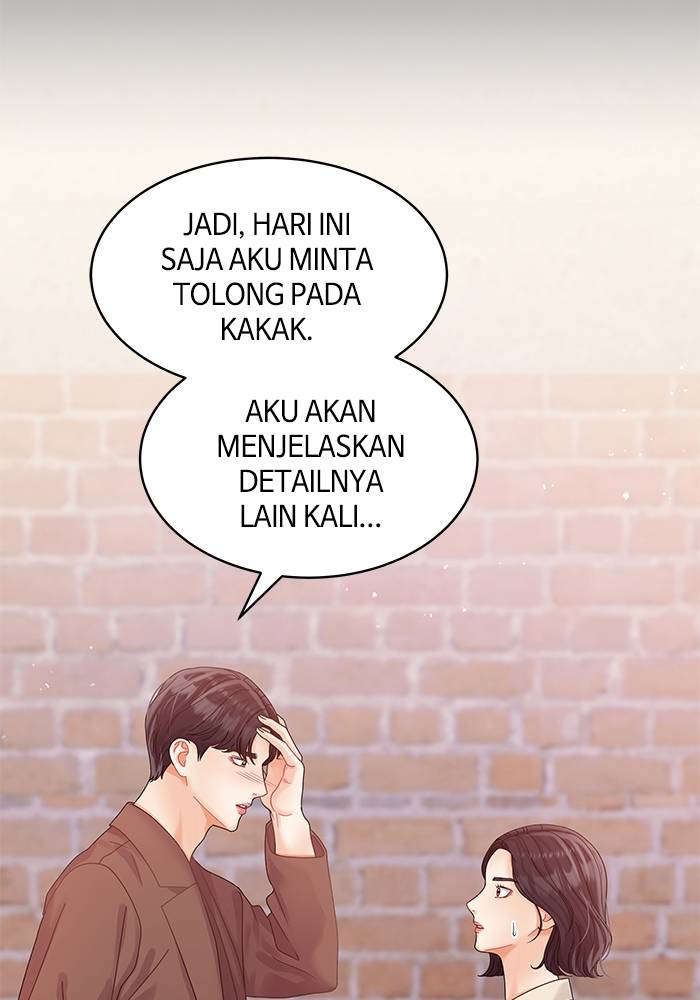 JADI, HARI INI
SAJA AKU MINTA
TOLONG PADA
KAKAK.
AKU AKAN
MENJELASKAN
DETAILNYA
LAIN KALI...